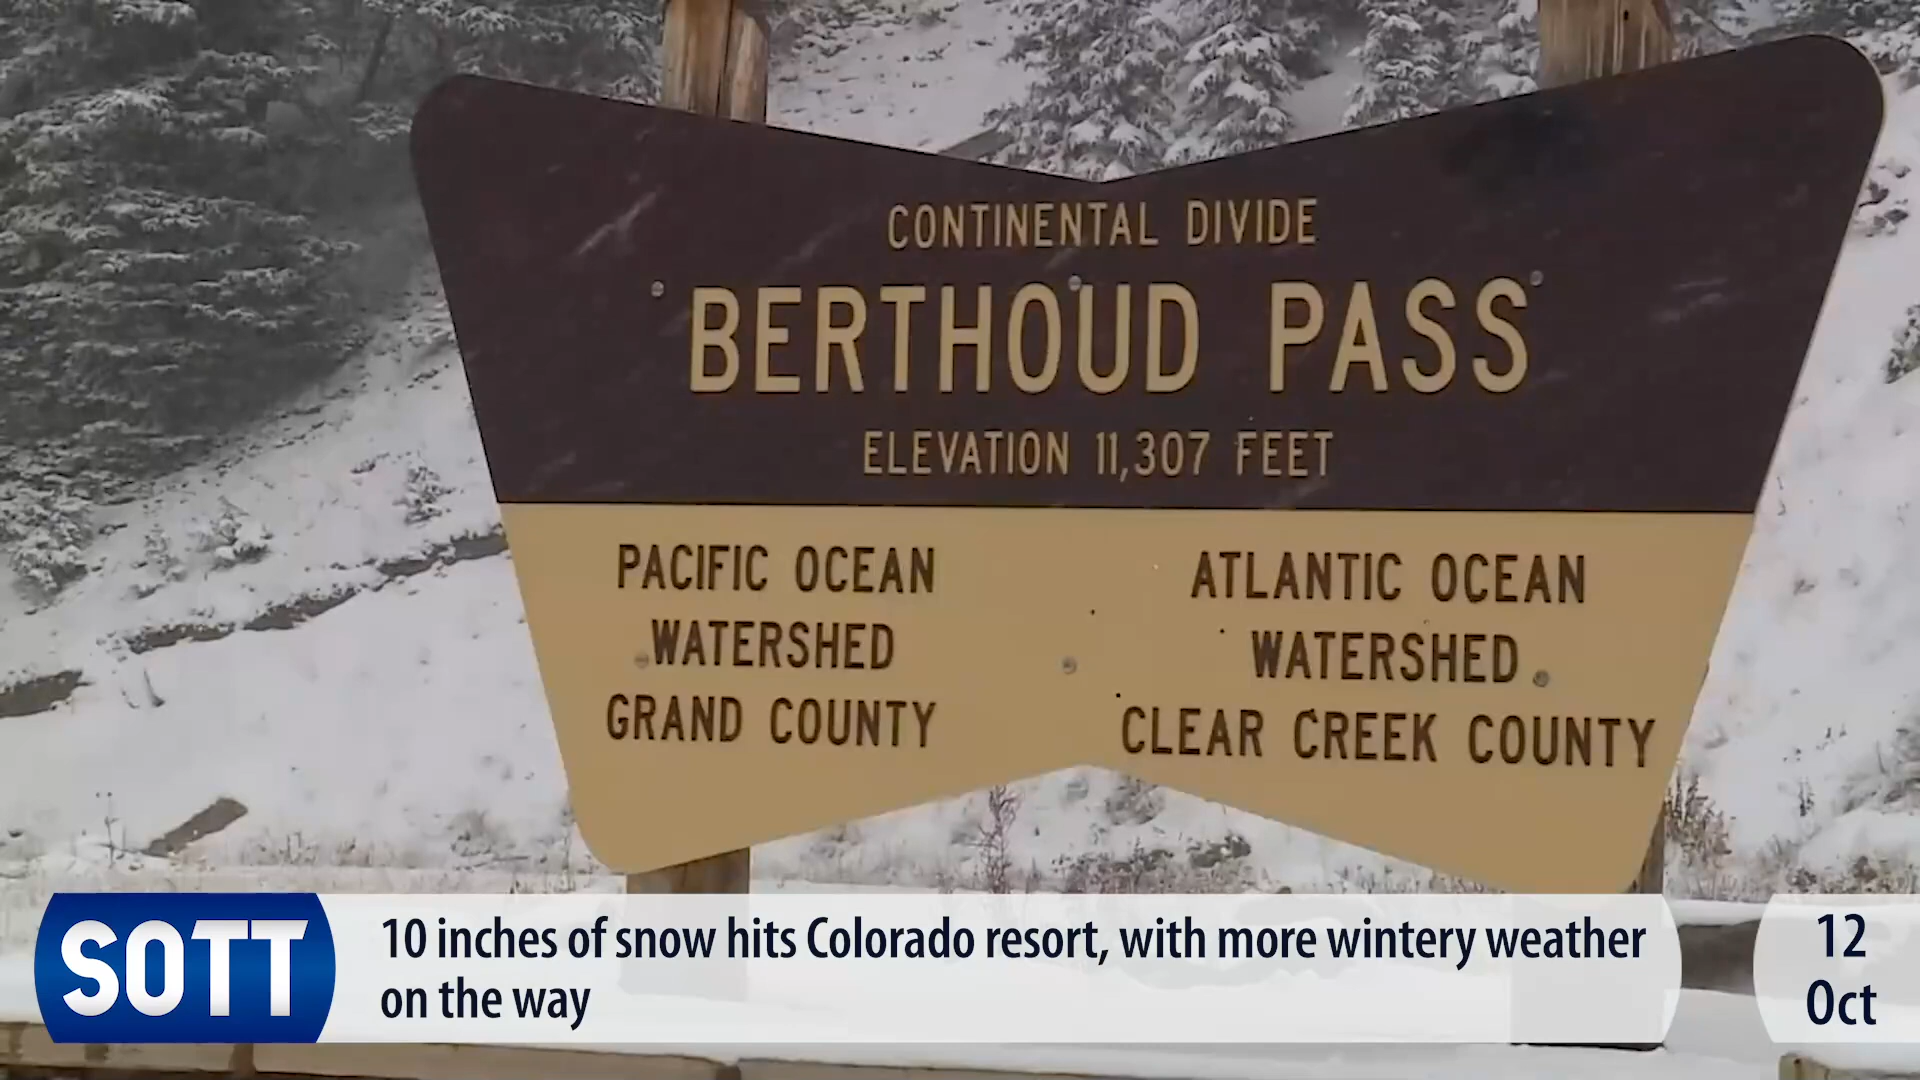 CONTINENTAL DIVIDE
BERTHOUD PASS
ELEVATION 11,307 FEET
PACIFIC OCEAN
WATERSHED
GRAND COUNTY
ATLANTIC OCEAN
WATERSHED
CLEAR CREEK COUNTY
SOTT
10 inches of snow hits Colorado resort, with more wintery weather
on the way
12
Oct